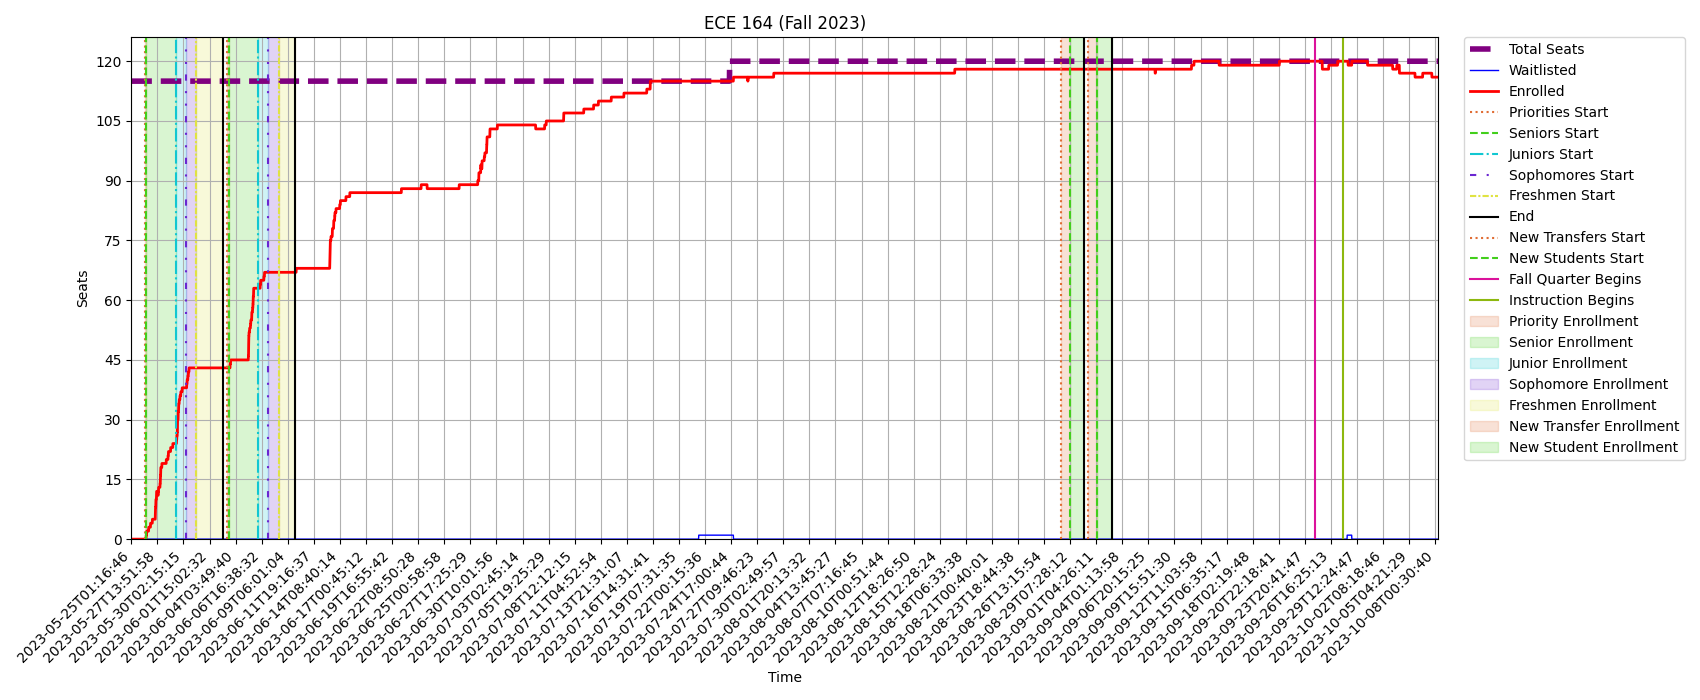 ECE 164 (Fall 2023)
Seats
120
105
90
75
60
45
30
15
0
2023-05-25T01:16:46
2023-05-27T13:51:58
2023-05-30T02:15:15
2023-06-01T15:02:32
2023-06-04T03:49:40
2023-06-06T16:38:32
2023-06-09T06:01:04
2023-06-11T19:16:37
2023-06-14T08:40:14
2023-06-17T00:45:12
2023-06-19T16:55:42
2023-06-22T08:50:28
2023-06-25T00:58:58
2023-06-27T17:25:29
2023-06-30T10:01:56
2023-07-03T02:45:14
2023-07-05T19:25:29
2023-07-08T12:12:15
2023-07-11T04:52:54
2023-07-13T21:31:07
2023-07-16T14:31:41
2023-07-19T07:31:35
2023-07-22T00:15:36
2023-07-24T17:00:44
2023-07-27T09:46:23
2023-07-30T02:49:57
2023-08-01T20:13:32
2023-08-04T13:45:27
2023-08-07T07:16:45
2023-08-10T00:51:44
2023-08-12T18:26:50
2023-08-15T12:28:24
2023-08-18T06:33:38
2023-08-21T00:40:01
2023-08-23T18:44:38
2023-08-26T13:15:54
2023-08-29T07:28:12
2023-09-01T04:26:11
2023-09-04T01:13:58
2023-09-06T20:15:25
2023-09-09T15:51:30
2023-09-12T11:03:58
2023-09-15T06:35:17
2023-09-18T02:19:48
2023-09-20T22:18:41
2023-09-23T20:41:47
2023-09-26T16:25:13
2023-09-29T12:24:47
2023-10-02T08:18:46
2023-10-05T04:21:29
2023-10-08T00:30:40
Time
Total Seats
Waitlisted
Enrolled
Priorities Start
Seniors Start
Juniors Start
Sophomores Start
Freshmen Start
End
New Transfers Start
New Students Start
Fall Quarter Begins
Instruction Begins
Priority Enrollment
Senior Enrollment
Junior Enrollment
Sophomore Enrollment
Freshmen Enrollment
New Transfer Enrollment
New Student Enrollment